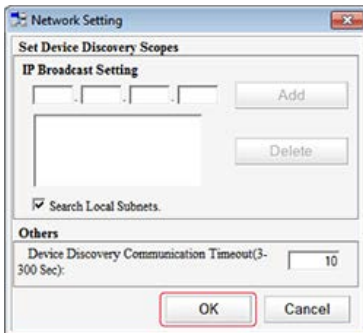 Network Setting
Set Device Discovery Scopes
IP Broadcast Setting
. . .
Add
Delete
Search Local Subnets.
Others
Device Discovery Communication Timeout(3-
300 Sec):
10
OK
Cancel